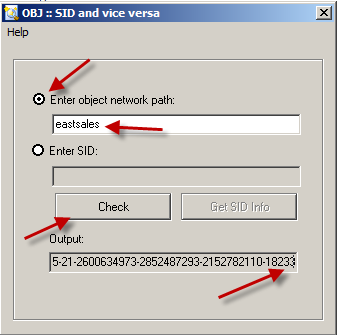 OBJ :: SID and vice versa
Help
Enter object network path:
eastsales
Enter SID:
Check
Get SID Info
Output:
5-21-2600634973-2852487293-2152782110-18233